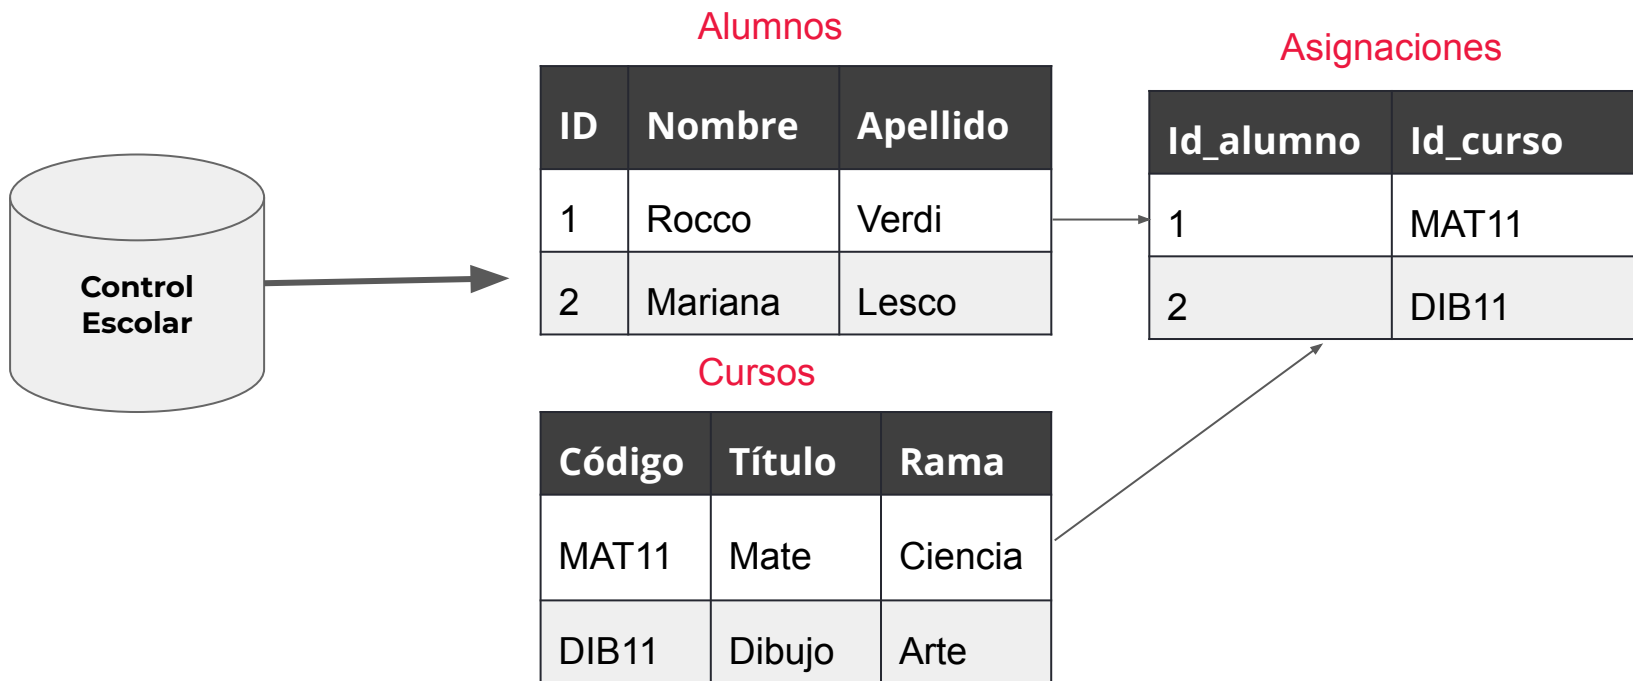 Alumnos
ID Nombre Apellido
1 Rocco Verdi
2 Mariana Lesco
Asignaciones
Id_alumno Id_curso
1 MAT11
2 DIB11
Control
Escolar
Cursos
Código Título Rama
MAT11 Mate Ciencia
DIB11 Dibujo Arte